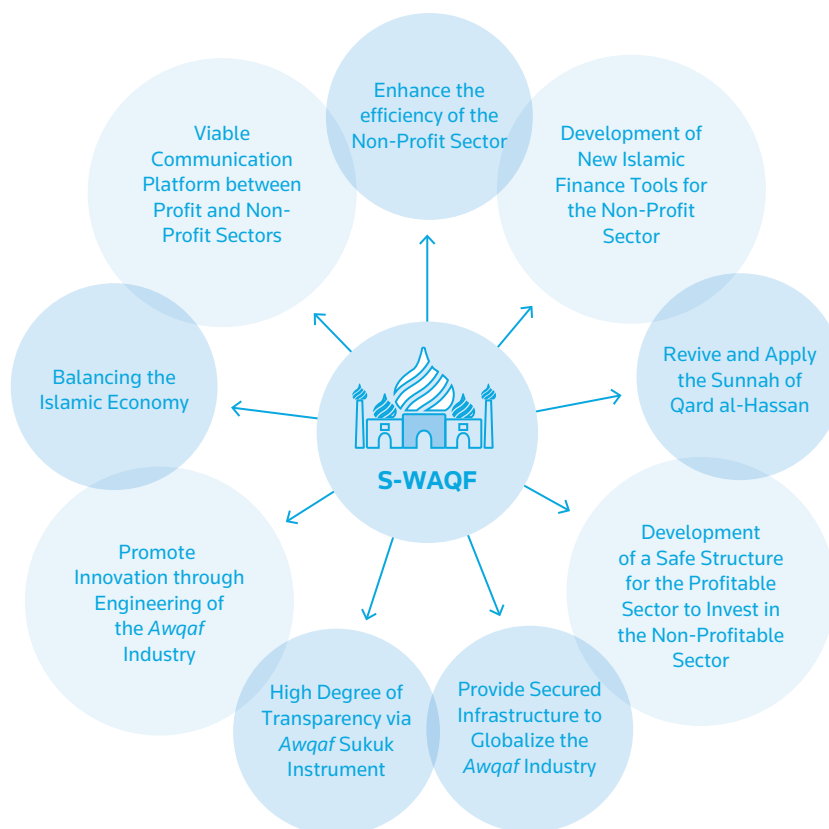 Enhance the
efficiency of the
Non-Profit Sector
Development of
New Islamic
Finance Tools for
the Non-Profit
Sector
Revive and Apply
the Sunnah of
Qard al-Hassan
Development
of a Safe Structure
for the Profitable
Sector to Invest in
the Non-Profitable
Sector
Provide Secured
Infrastructure to
Globalize the
Awqaf Industry
High Degree of
Transparency via
Awqaf Sukuk
Instrument
Promote
Innovation through
Engineering of
the Awqaf
Industry
Balancing the
Islamic Economy
Viable
Communication
Platform between
Profit and Non-
Profit Sectors
S-WAQF